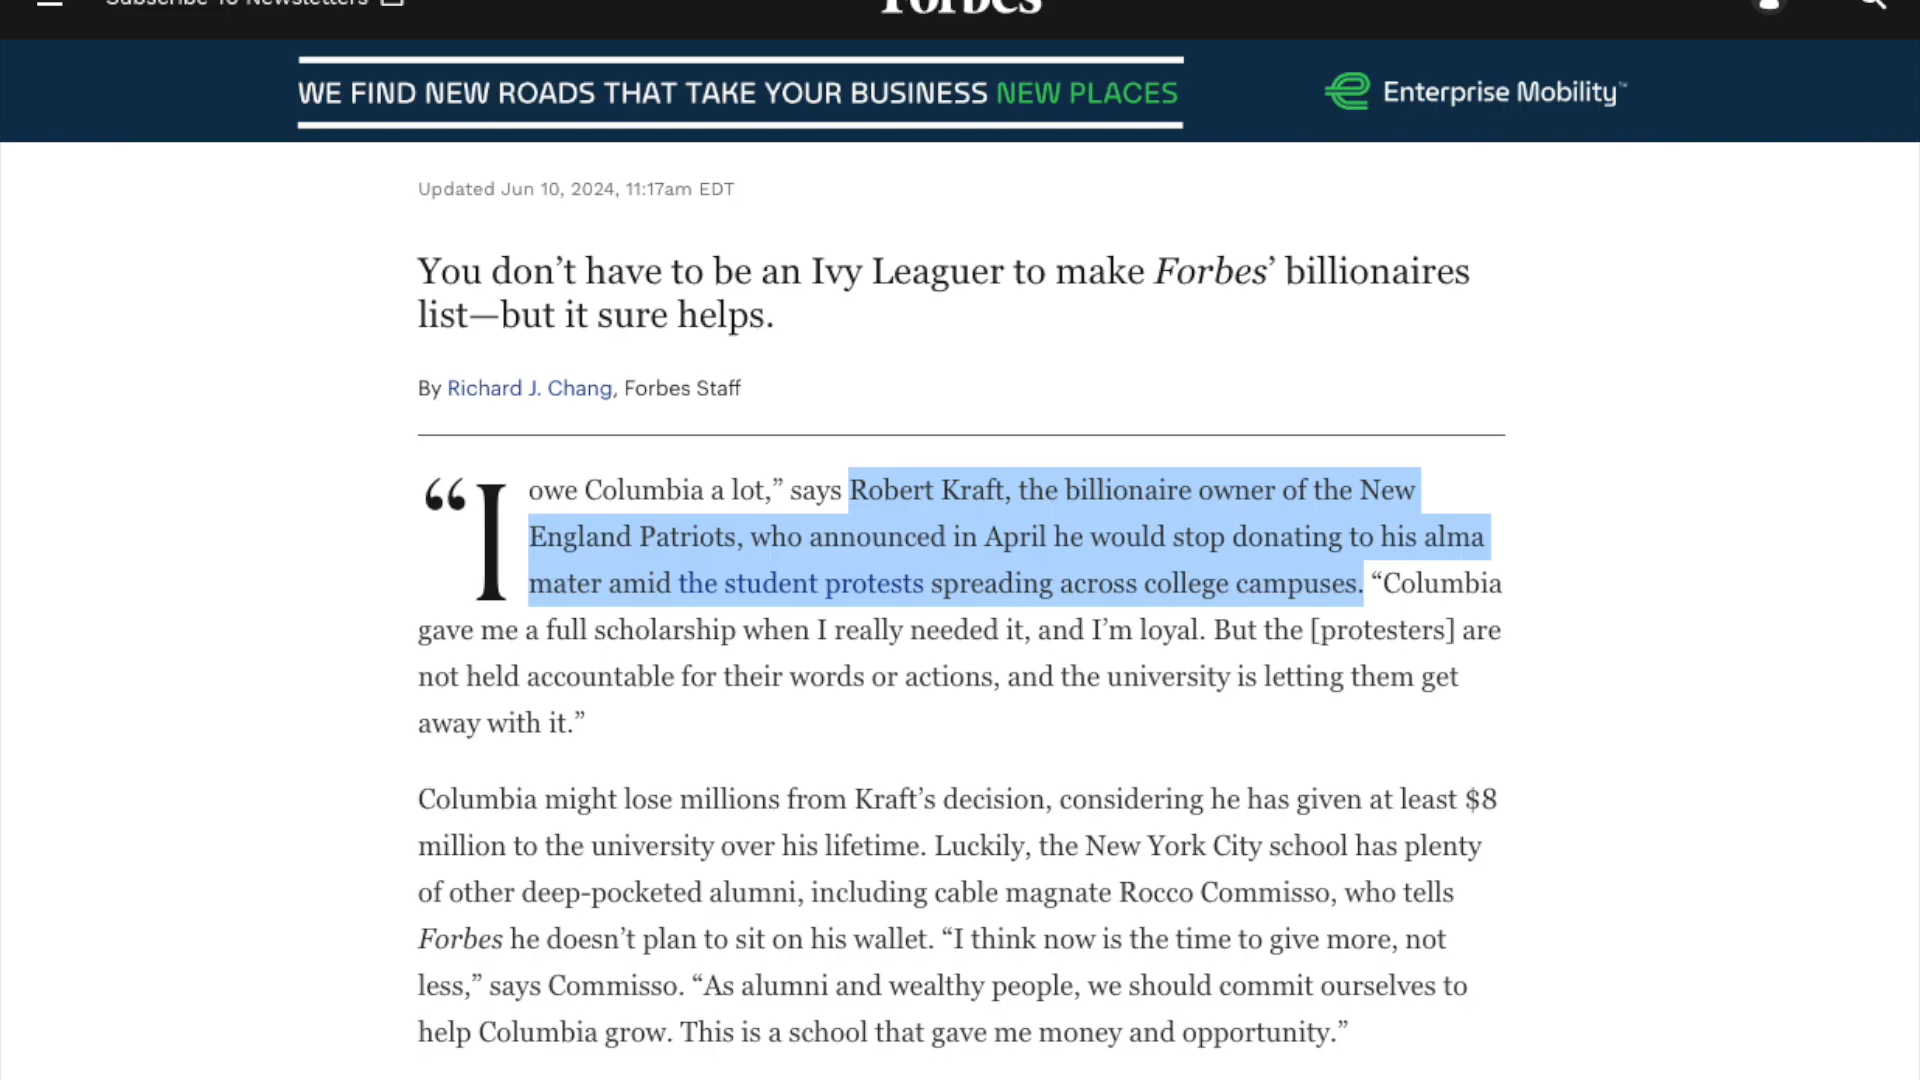 Subscribe To Newsletters
Forbes
WE FIND NEW ROADS THAT TAKE YOUR BUSINESS NEW PLACES
Enterprise Mobility™
Updated Jun 10, 2024, 11:17am EDT
You don’t have to be an Ivy Leaguer to make Forbes’ billionaires
list—but it sure helps.
By Richard J. Chang, Forbes Staff
“I owe Columbia a lot,” says Robert Kraft, the billionaire owner of the New
England Patriots, who announced in April he would stop donating to his alma
mater amid the student protests spreading across college campuses. “Columbia
gave me a full scholarship when I really needed it, and I’m loyal. But the [protesters] are
not held accountable for their words or actions, and the university is letting them get
away with it.”
Columbia might lose millions from Kraft’s decision, considering he has given at least $8
million to the university over his lifetime. Luckily, the New York City school has plenty
of other deep-pocketed alumni, including cable magnate Rocco Commisso, who tells
Forbes he doesn’t plan to sit on his wallet. “I think now is the time to give more, not
less,” says Commisso. “As alumni and wealthy people, we should commit ourselves to
help Columbia grow. This is a school that gave me money and opportunity.”